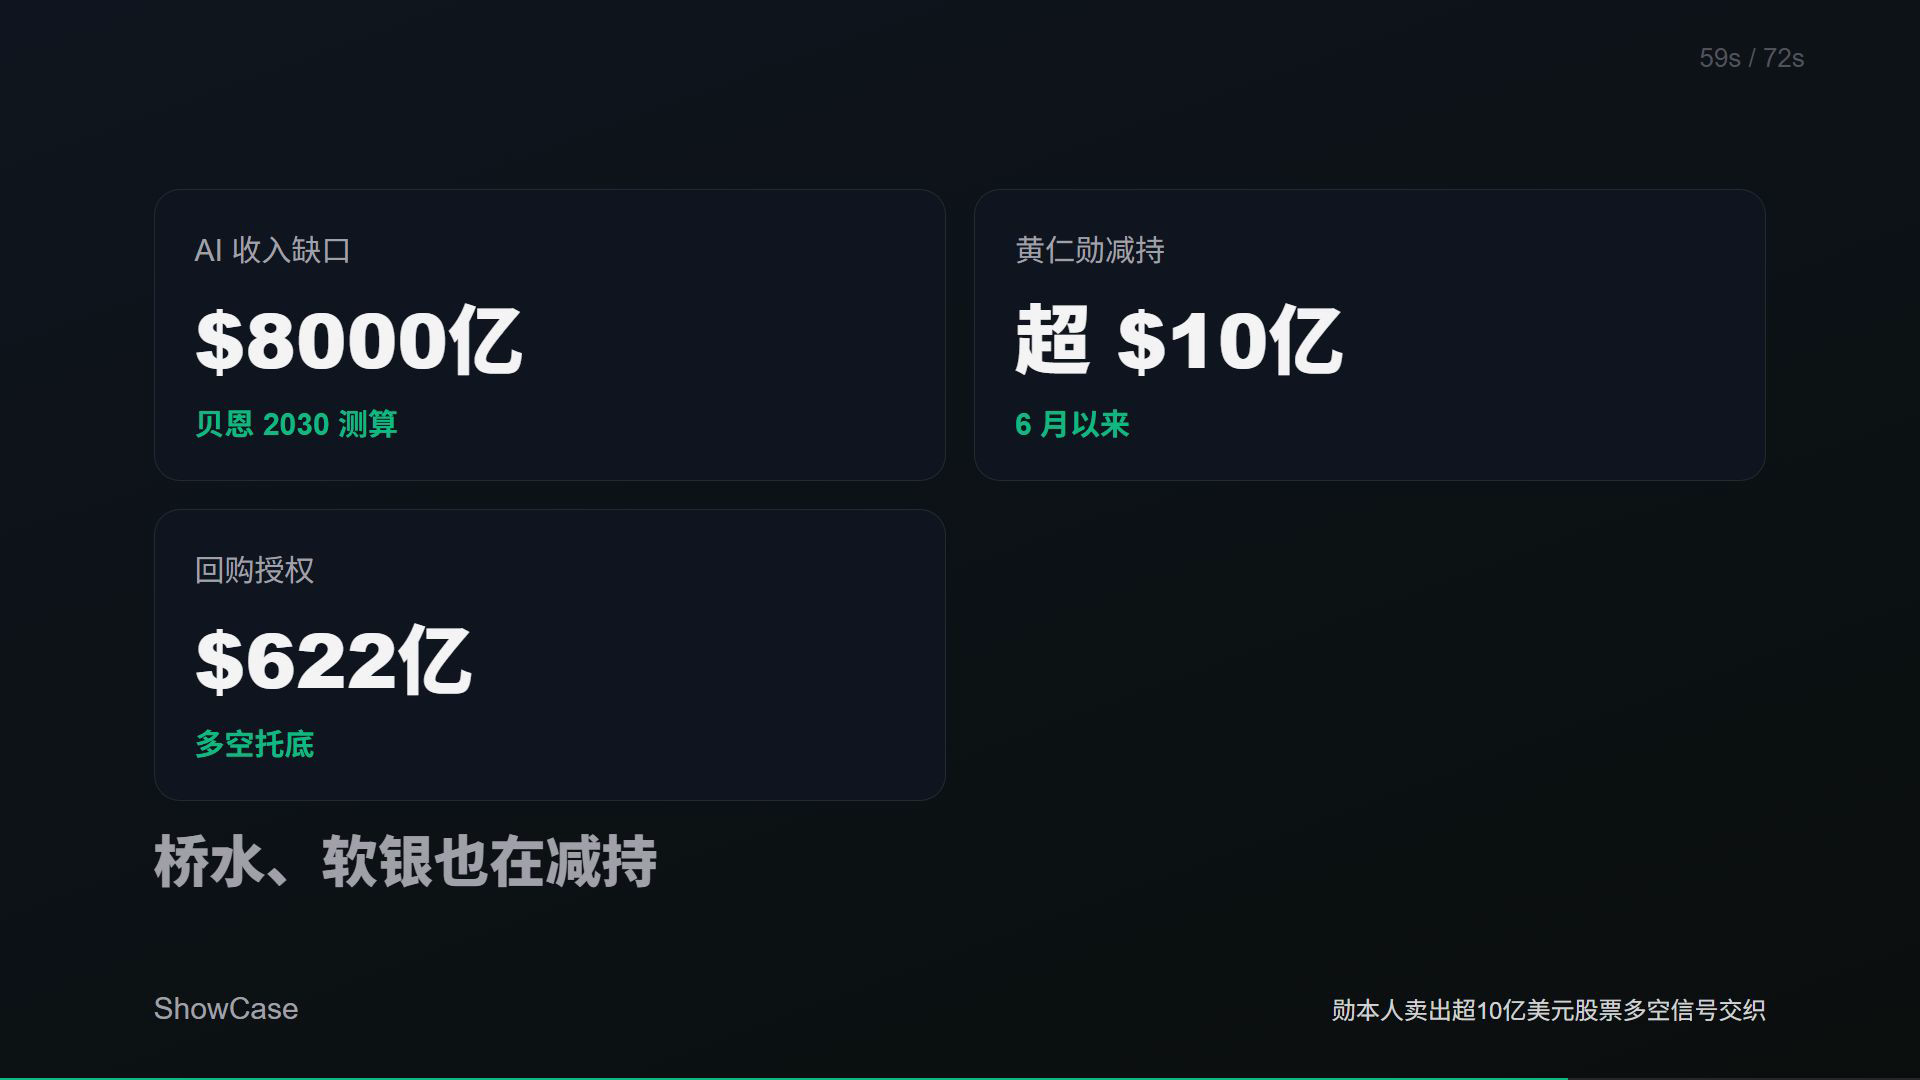 59s / 72s
AI 收入缺口
$8000亿
贝恩 2030 测算
黄仁勋减持
超 $10亿
6 月以来
回购授权
$622亿
多空托底
桥水、软银也在减持
ShowCase
勋本人卖出超10亿美元股票多空信号交织